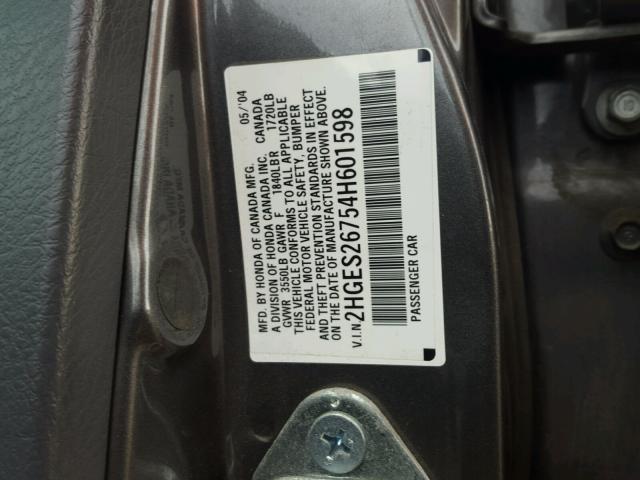 MFD. BY HONDA OF CANADA MFG. 05/'04
A DIVISION OF HONDA CANADA INC. CANADA
GVWR 3550LB GAWR F 1840LBR 1720LB
THIS VEHICLE CONFORMS TO ALL APPLICABLE
FEDERAL MOTOR VEHICLE SAFETY, BUMPER
AND THEFT PREVENTION STANDARDS IN EFFECT
ON THE DATE OF MANUFACTURE SHOWN ABOVE.
V.I.N. 2HGES26754H601598
PASSENGER CAR